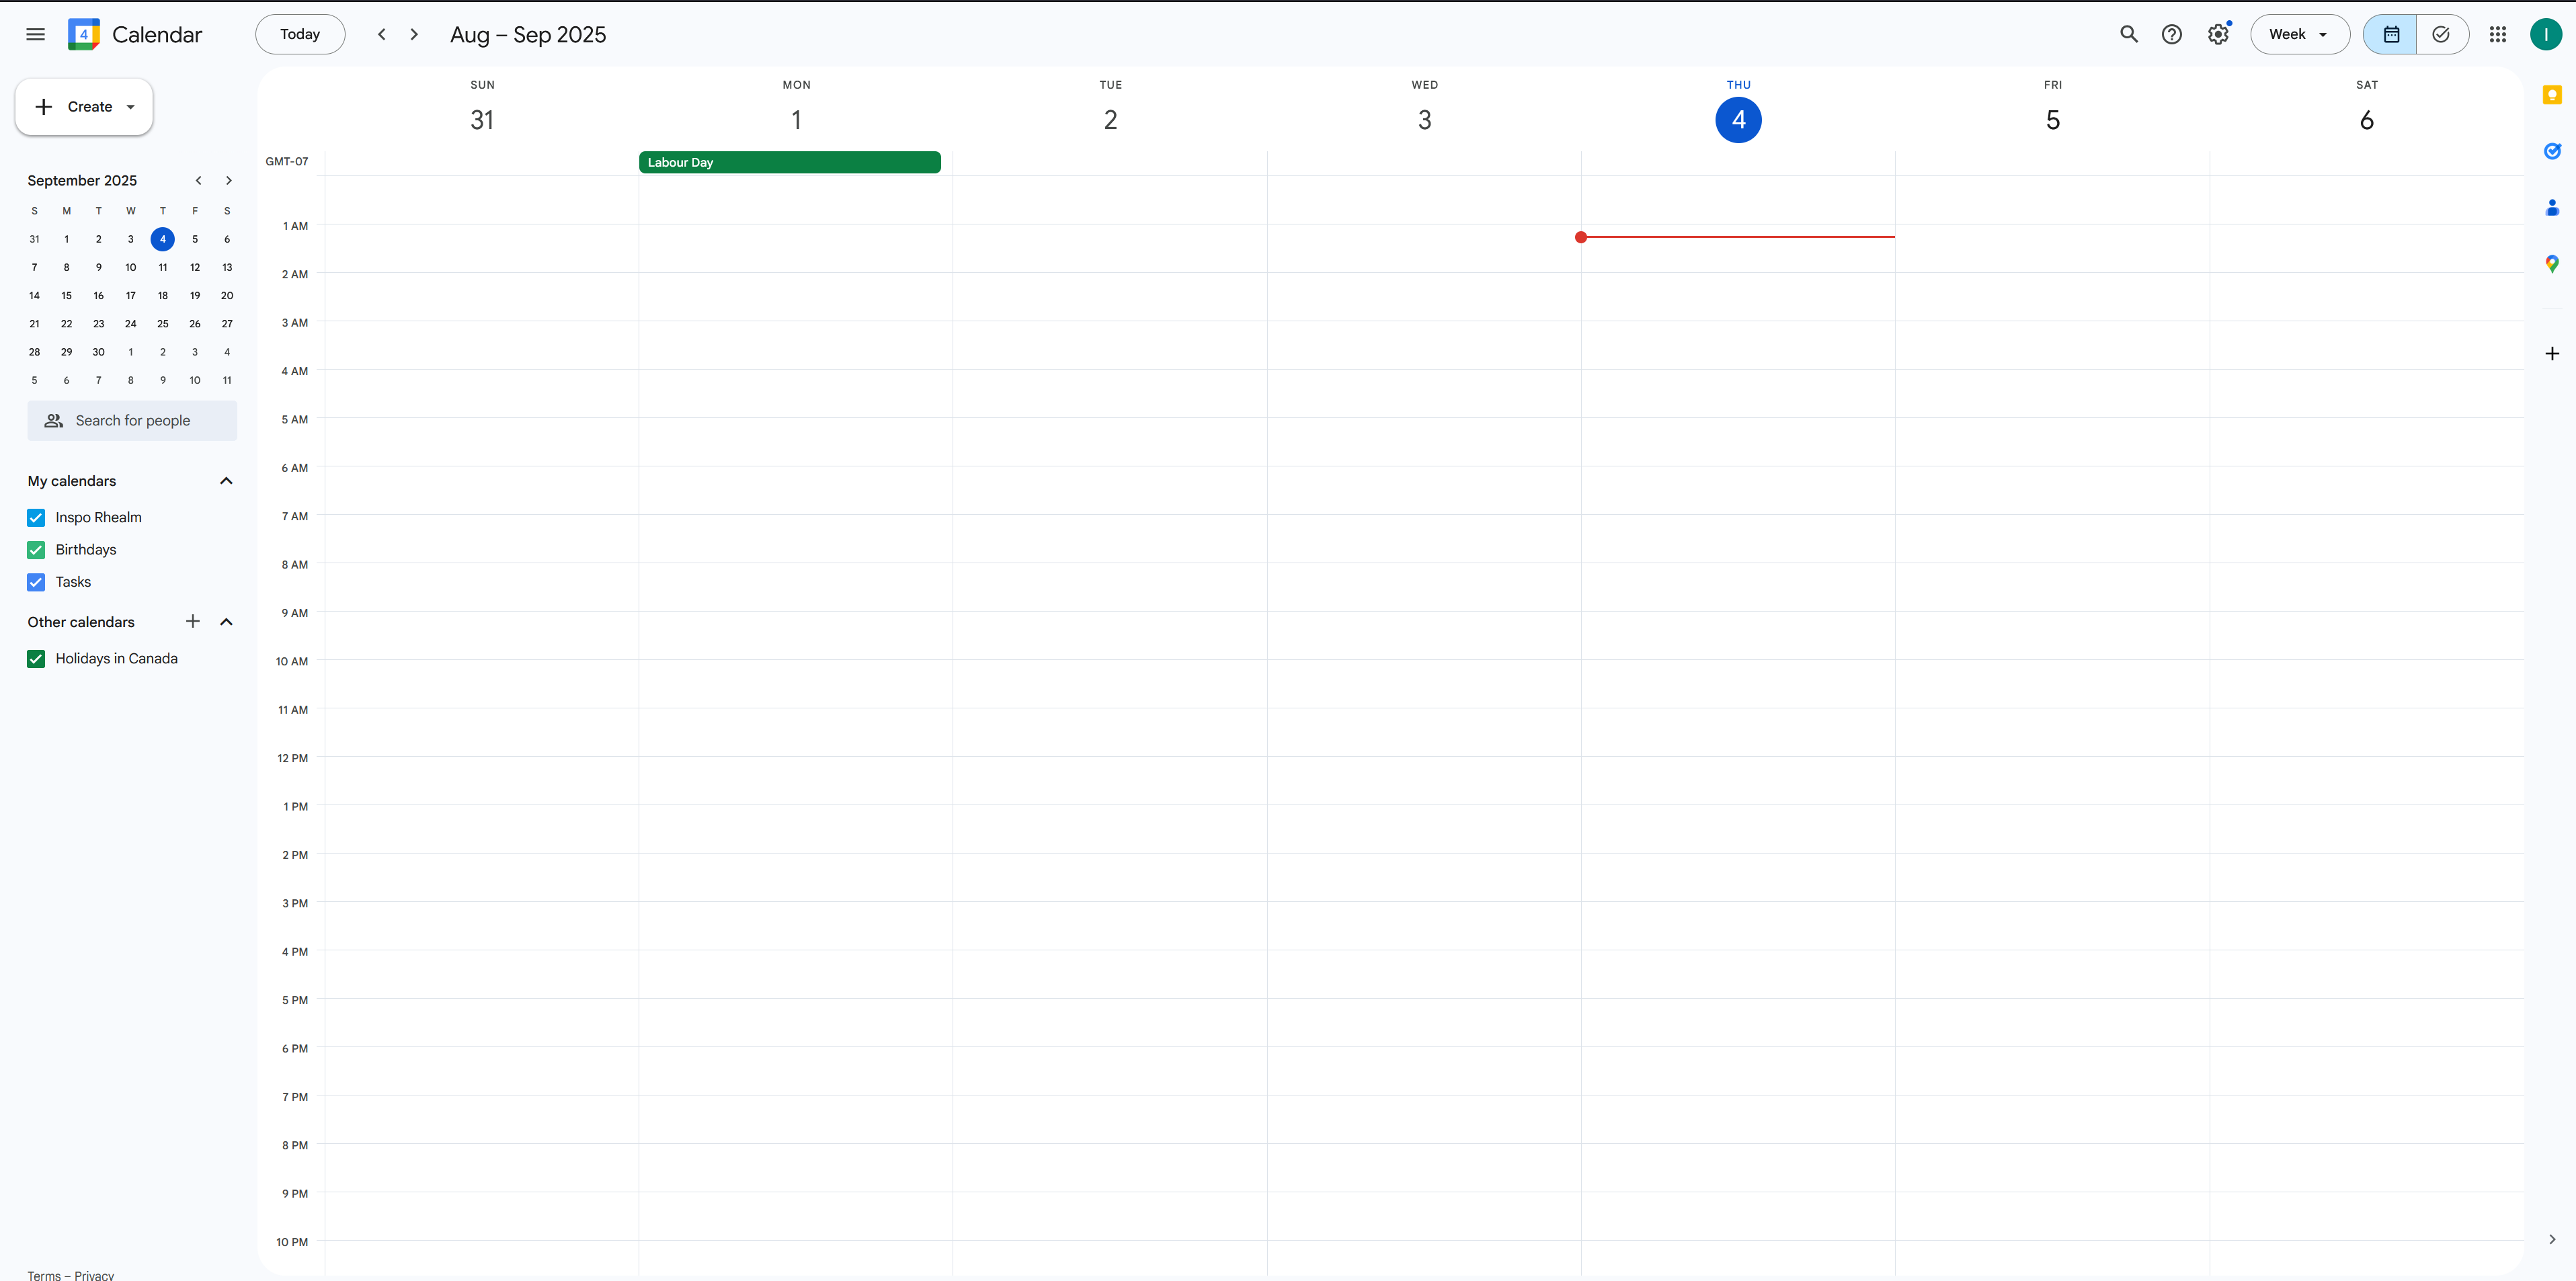 4 Calendar Today Aug – Sep 2025 Week I
Create
September 2025
S M T W T F S
31 1 2 3 4 5 6
7 8 9 10 11 12 13
14 15 16 17 18 19 20
21 22 23 24 25 26 27
28 29 30 1 2 3 4
5 6 7 8 9 10 11
Search for people
My calendars
Inspo Rhealm
Birthdays
Tasks
Other calendars
Holidays in Canada
Terms – Privacy
SUN MON TUE WED THU FRI SAT
31 1 2 3 4 5 6
GMT-07 Labour Day
1 AM
2 AM
3 AM
4 AM
5 AM
6 AM
7 AM
8 AM
9 AM
10 AM
11 AM
12 PM
1 PM
2 PM
3 PM
4 PM
5 PM
6 PM
7 PM
8 PM
9 PM
10 PM